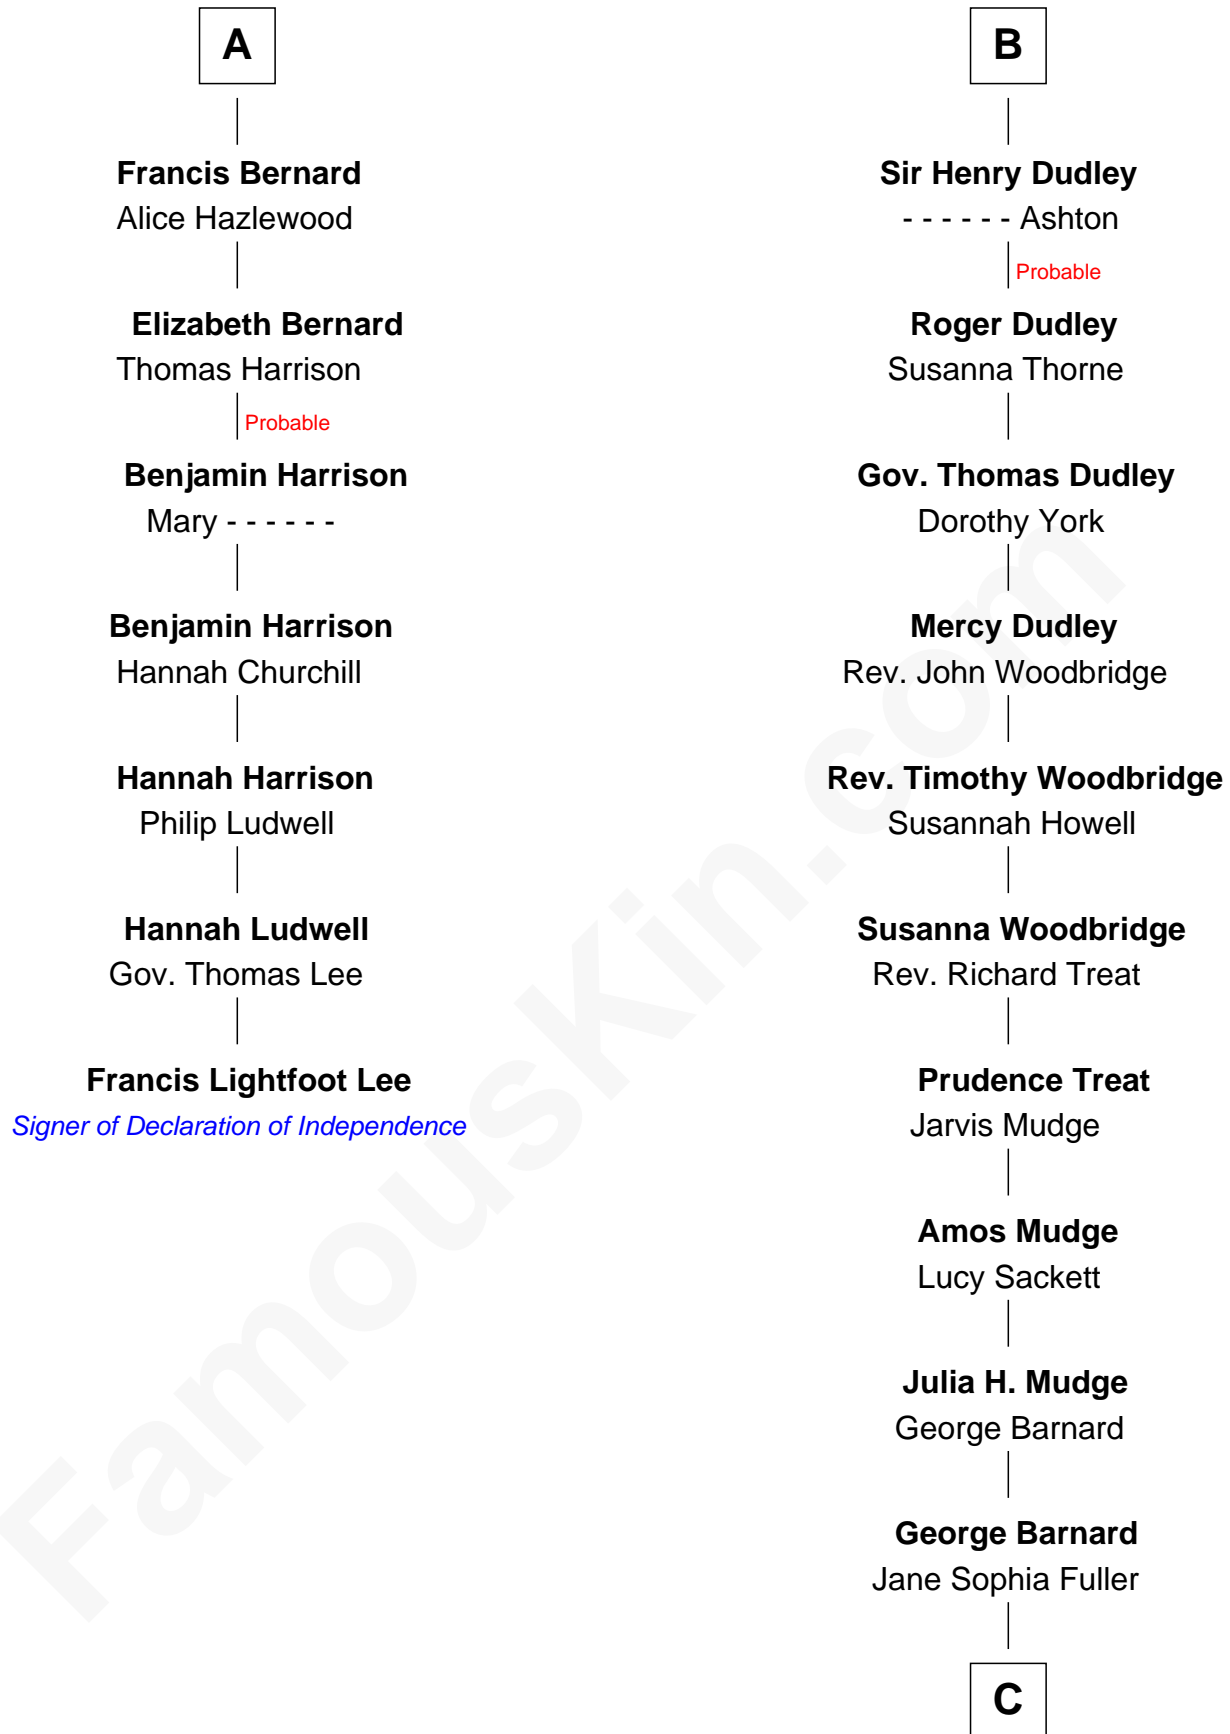 A
Francis Bernard
Alice Hazlewood
Elizabeth Bernard
Thomas Harrison
Probable
Benjamin Harrison
Mary - - - - - -
Benjamin Harrison
Hannah Churchill
Hannah Harrison
Philip Ludwell
Hannah Ludwell
Gov. Thomas Lee
Francis Lightfoot Lee
Signer of Declaration of Independence
B
Sir Henry Dudley
- - - - - - Ashton
Probable
Roger Dudley
Susanna Thorne
Gov. Thomas Dudley
Dorothy York
Mercy Dudley
Rev. John Woodbridge
Rev. Timothy Woodbridge
Susannah Howell
Susanna Woodbridge
Rev. Richard Treat
Prudence Treat
Jarvis Mudge
Amos Mudge
Lucy Sackett
Julia H. Mudge
George Barnard
George Barnard
Jane Sophia Fuller
C
FamousKin.com